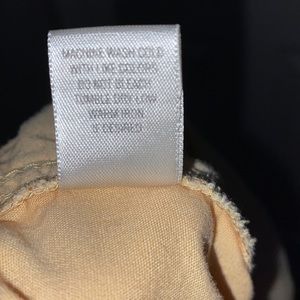 MACHINE WASH COLD
WITH LIKE COLORS
DO NOT BLEACH
TUMBLE DRY LOW
WARM IRON
IF DESIRED